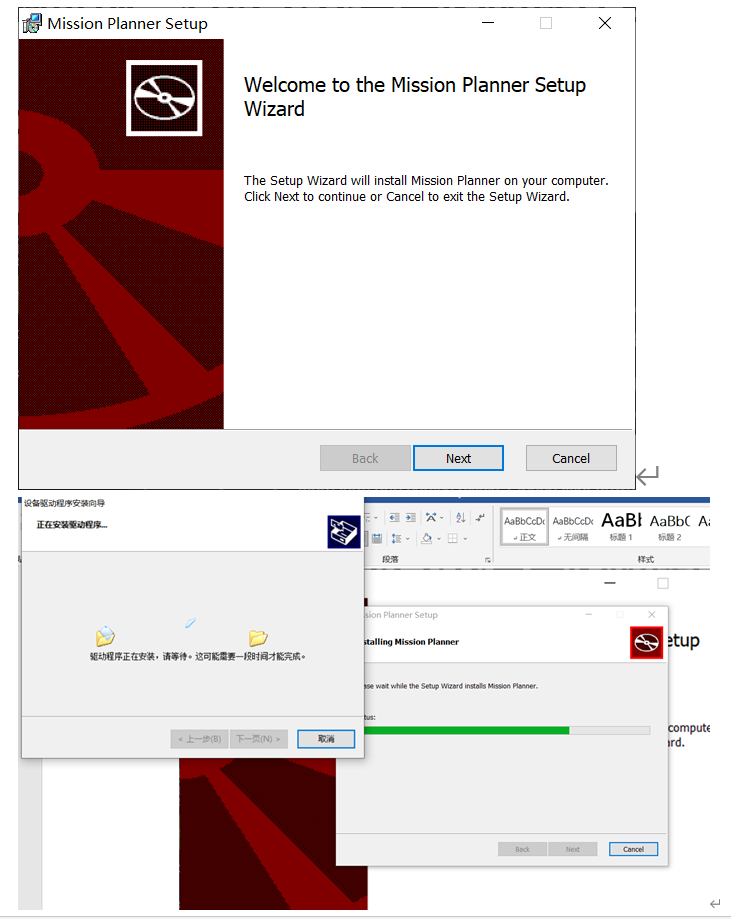 Mission Planner Setup
Welcome to the Mission Planner Setup
Wizard
The Setup Wizard will install Mission Planner on your computer.
Click Next to continue or Cancel to exit the Setup Wizard.
Back
Next
Cancel
设备驱动程序安装向导
正在安装驱动程序...
驱动程序正在安装，请等待。这可能需要一段时间才能完成。
< 上一步(B)
下一页(N) >
取消
段落
AaBbCcDc
AaBbCcDc
AaBl
AaBbC
Aa
正文
无间隔
标题 1
标题 2
样式
sion Planner Setup
stalling Mission Planner
ase wait while the Setup Wizard installs Mission Planner.
tus:
Back
Next
Cancel
etup
compute
rd.